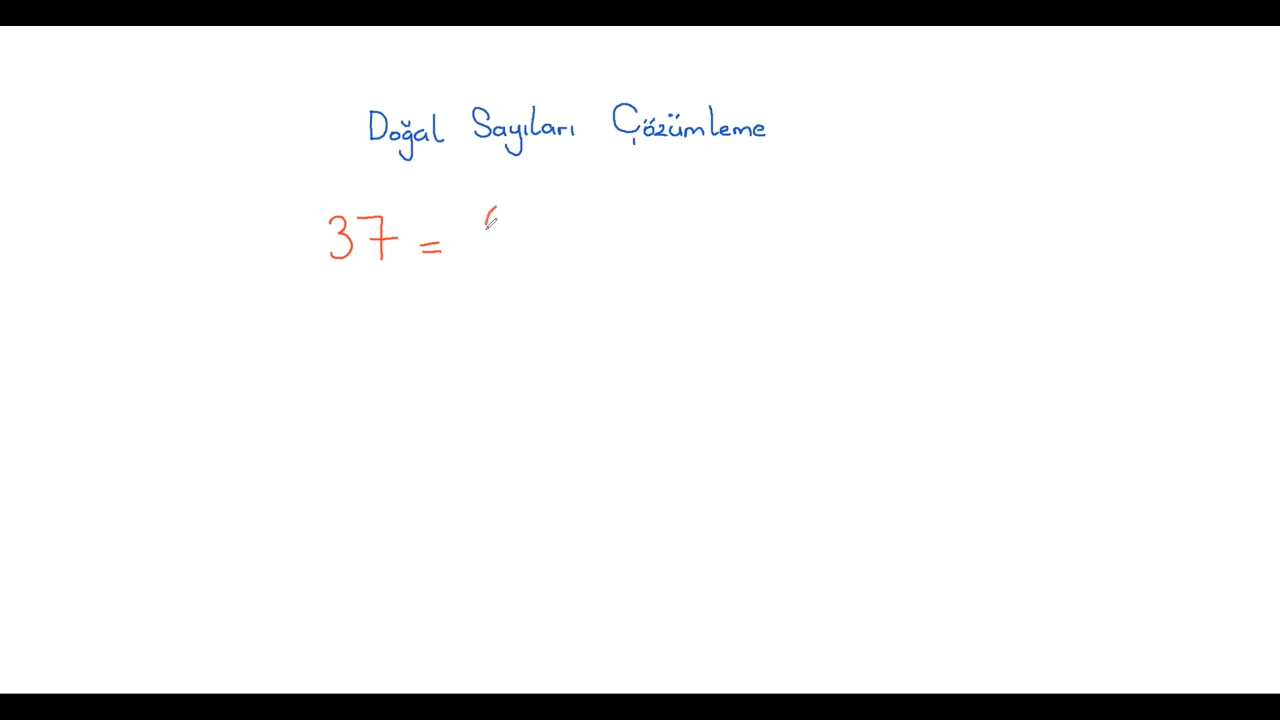 Doğal Sayıları Çözümleme
37 = (